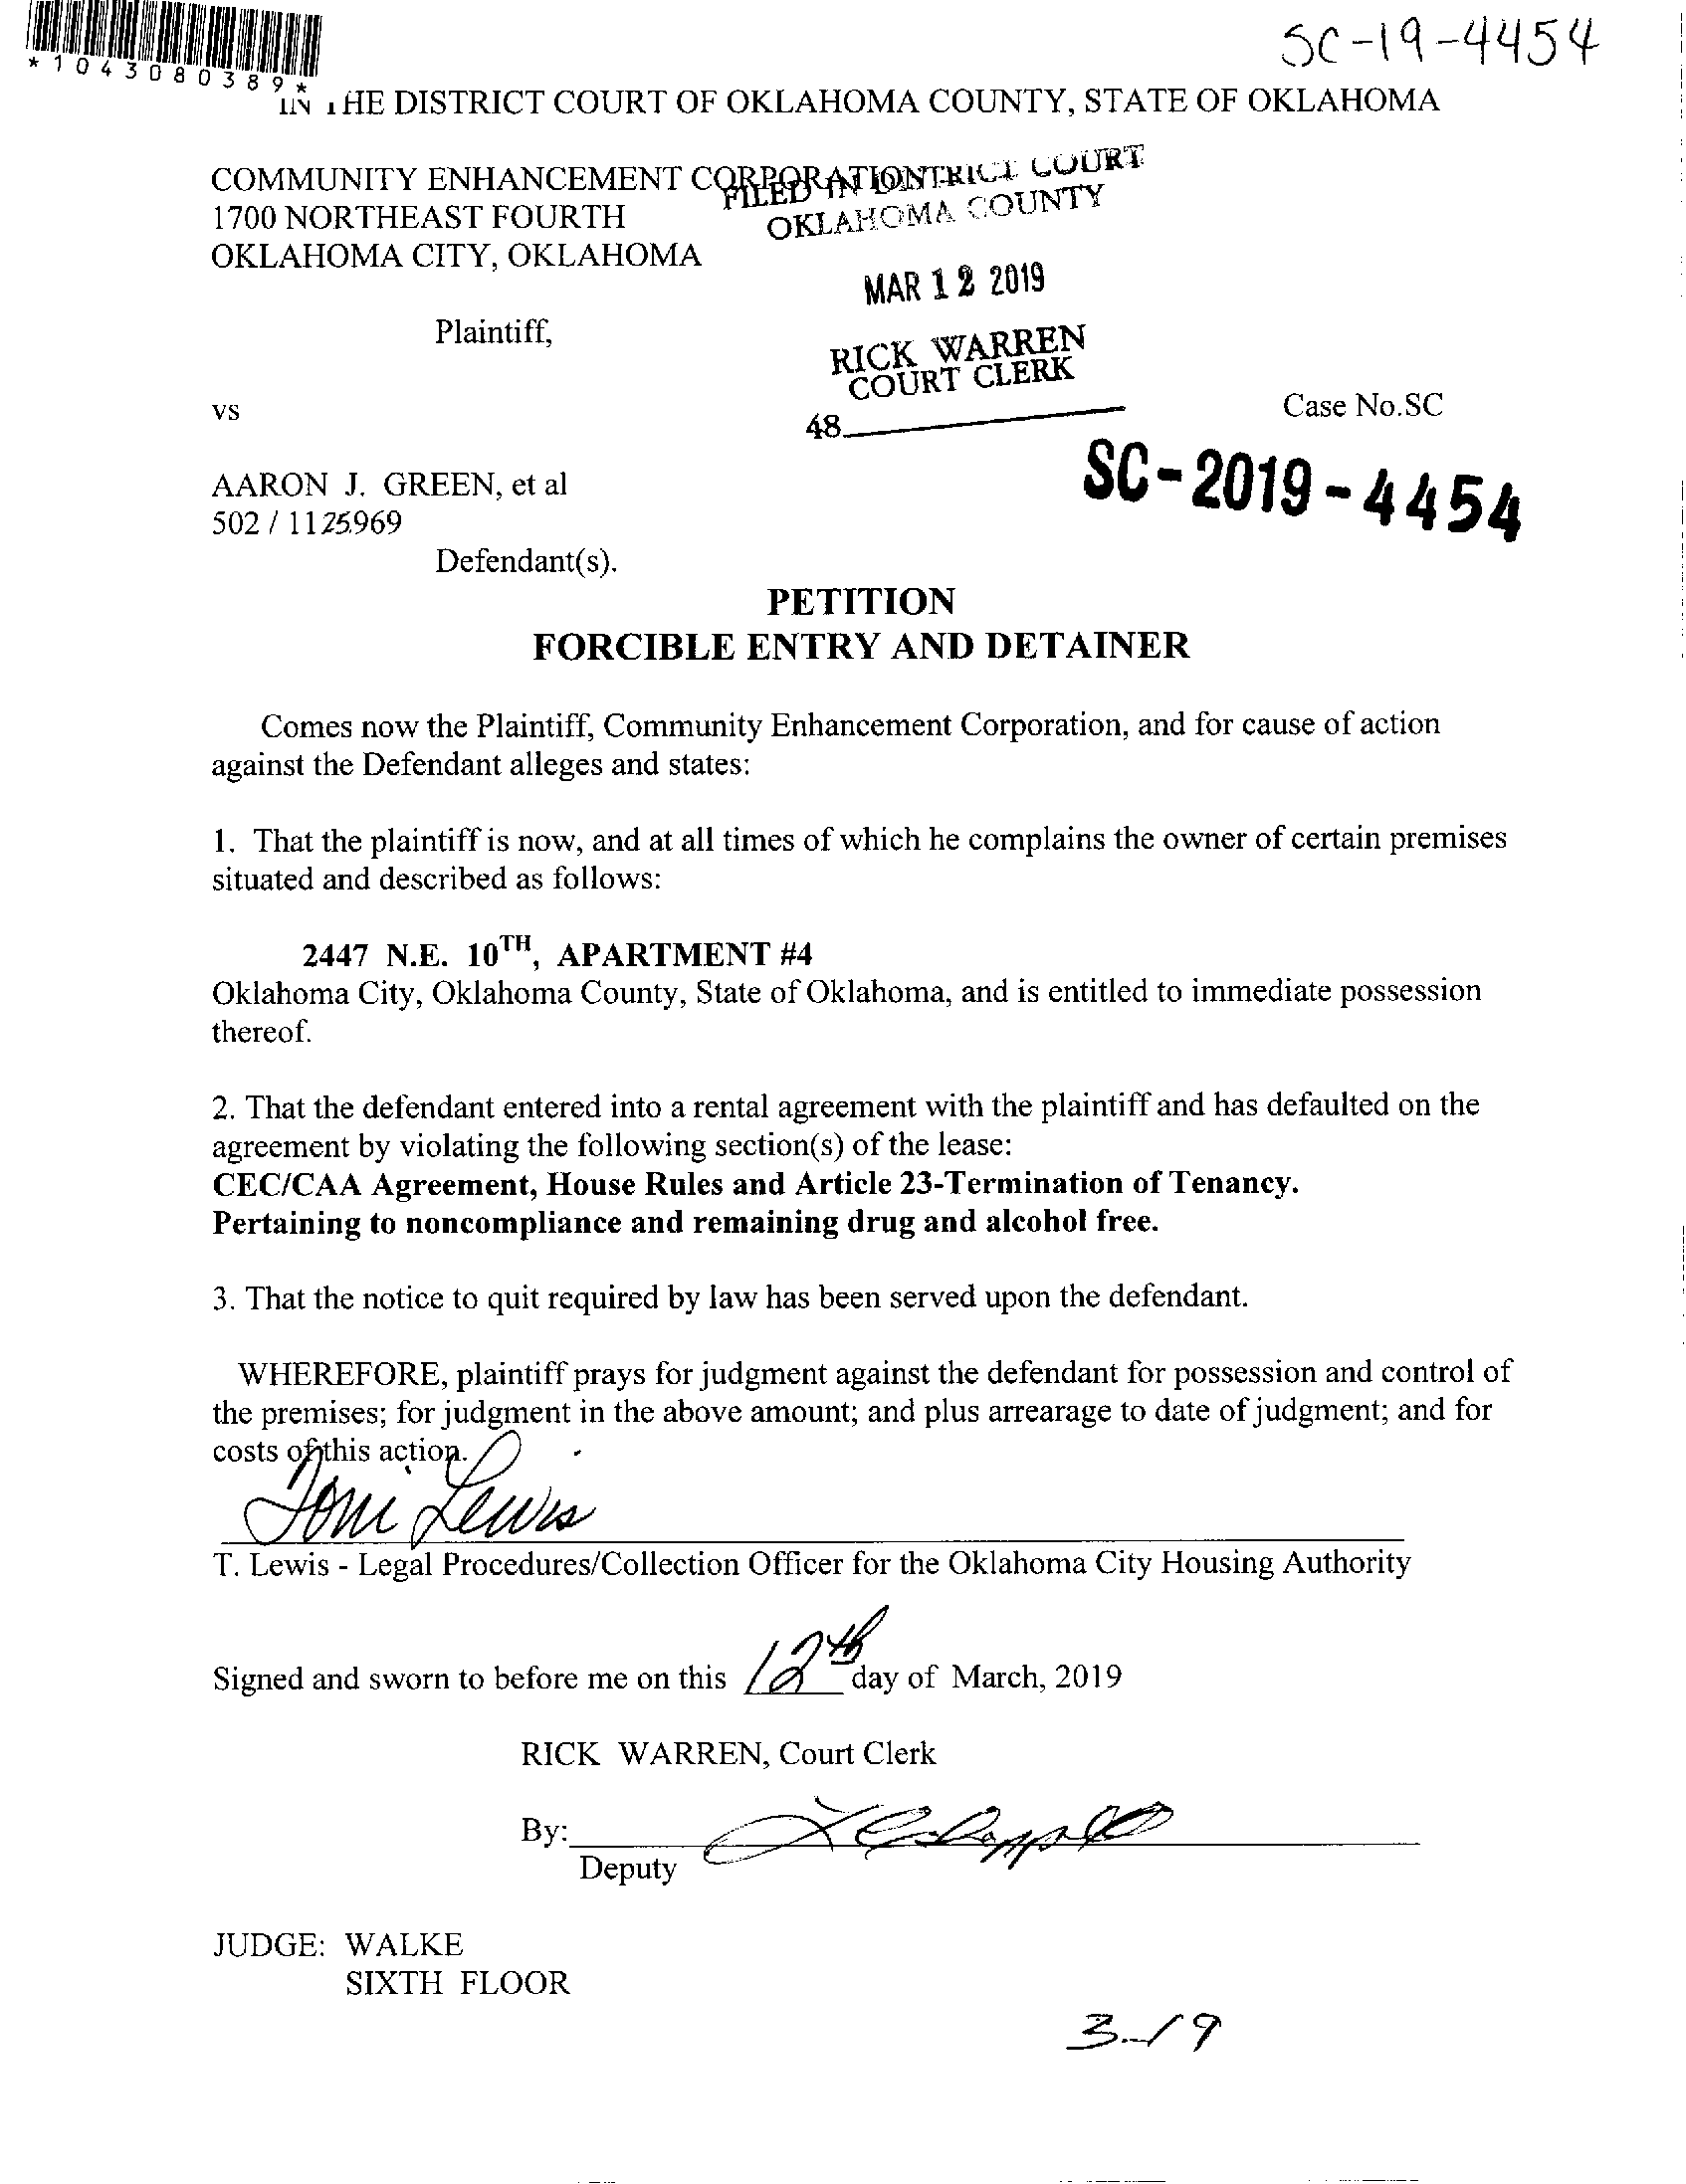 SC-19-4454
*1043080389*
IN THE DISTRICT COURT OF OKLAHOMA COUNTY, STATE OF OKLAHOMA
COMMUNITY ENHANCEMENT CORPORATION
FILED IN DISTRICT COURT
1700 NORTHEAST FOURTH
OKLAHOMA COUNTY
OKLAHOMA CITY, OKLAHOMA
MAR 12 2019
Plaintiff,
RICK WARREN
COURT CLERK
vs
48
Case No.SC
SC-2019-4454
AARON J. GREEN, et al
502 / 1125969
Defendant(s).
PETITION
FORCIBLE ENTRY AND DETAINER
Comes now the Plaintiff, Community Enhancement Corporation, and for cause of action
against the Defendant alleges and states:
1. That the plaintiff is now, and at all times of which he complains the owner of certain premises
situated and described as follows:
2447 N.E. 10TH, APARTMENT #4
Oklahoma City, Oklahoma County, State of Oklahoma, and is entitled to immediate possession
thereof.
2. That the defendant entered into a rental agreement with the plaintiff and has defaulted on the
agreement by violating the following section(s) of the lease:
CEC/CAA Agreement, House Rules and Article 23-Termination of Tenancy.
Pertaining to noncompliance and remaining drug and alcohol free.
3. That the notice to quit required by law has been served upon the defendant.
WHEREFORE, plaintiff prays for judgment against the defendant for possession and control of
the premises; for judgment in the above amount; and plus arrearage to date of judgment; and for
costs of this action.
Toni Lewis
T. Lewis - Legal Procedures/Collection Officer for the Oklahoma City Housing Authority
Signed and sworn to before me on this 12th day of March, 2019
RICK WARREN, Court Clerk
By:
Deputy
JUDGE: WALKE
SIXTH FLOOR
3-19